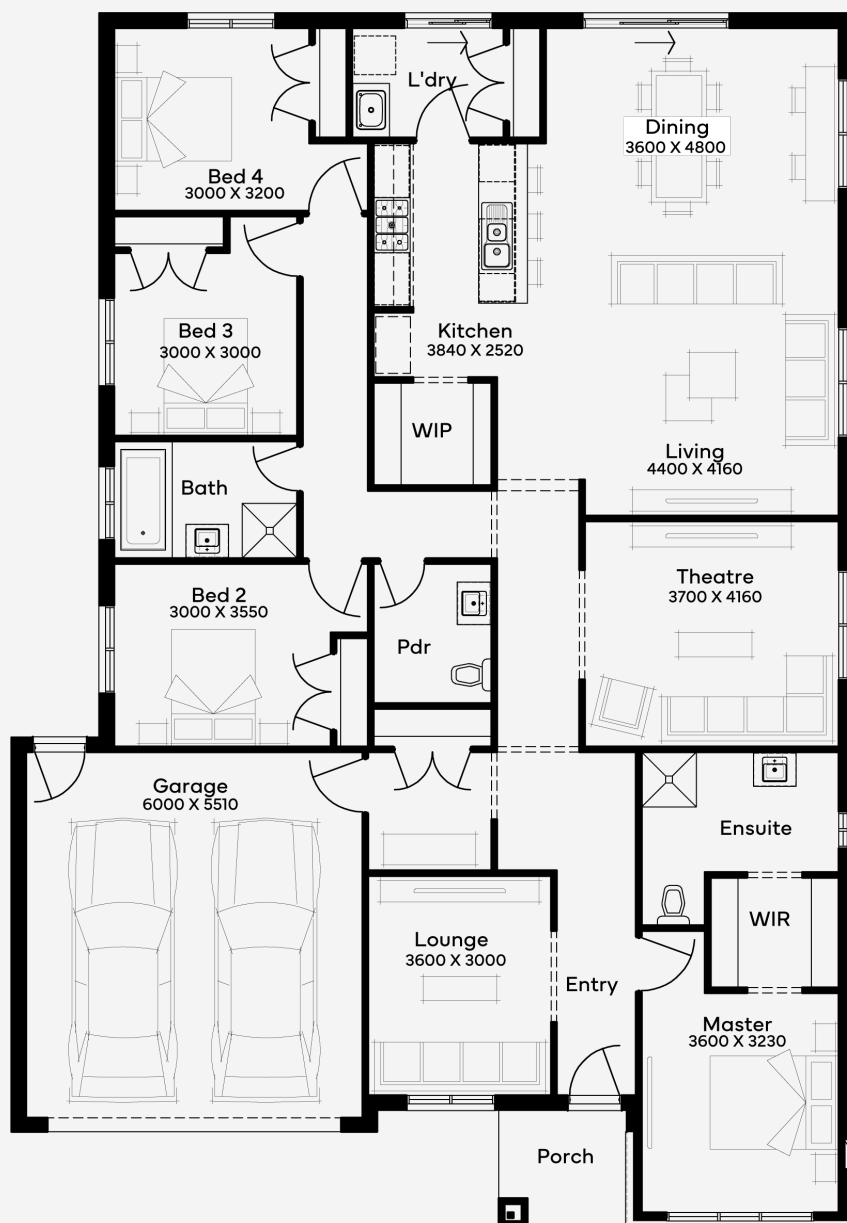 L'dry
Dining
3600 X 4800
Bed 4
3000 X 3200
Bed 3
3000 X 3000
Kitchen
3840 X 2520
WIP
Living
4400 X 4160
Bath
Theatre
3700 X 4160
Bed 2
3000 X 3550
Pdr
Garage
6000 X 5510
Ensuite
WIR
Lounge
3600 X 3000
Entry
Master
3600 X 3230
Porch